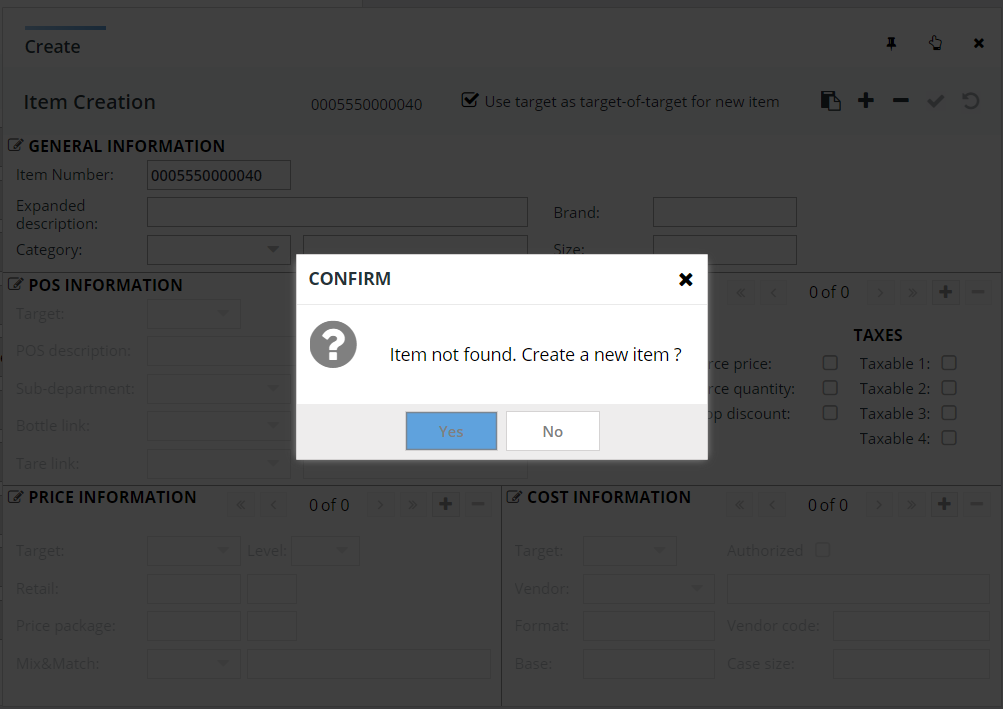 Create
Item Creation 0005550000040 Use target as target-of-target for new item
GENERAL INFORMATION
Item Number: 0005550000040
Expanded
description:
Brand:
Category:
Size:
CONFIRM
Item not found. Create a new item ?
Yes No
POS INFORMATION
0 of 0
Target:
POS description:
Sub-department:
Bottle link:
Tare link:
TAXES
rce price: Taxable 1:
rce quantity: Taxable 2:
op discount: Taxable 3:
Taxable 4:
PRICE INFORMATION 0 of 0
Target: Level:
Retail:
Price package:
Mix&Match:
COST INFORMATION 0 of 0
Target: Authorized
Vendor:
Format: Vendor code:
Base: Case size: